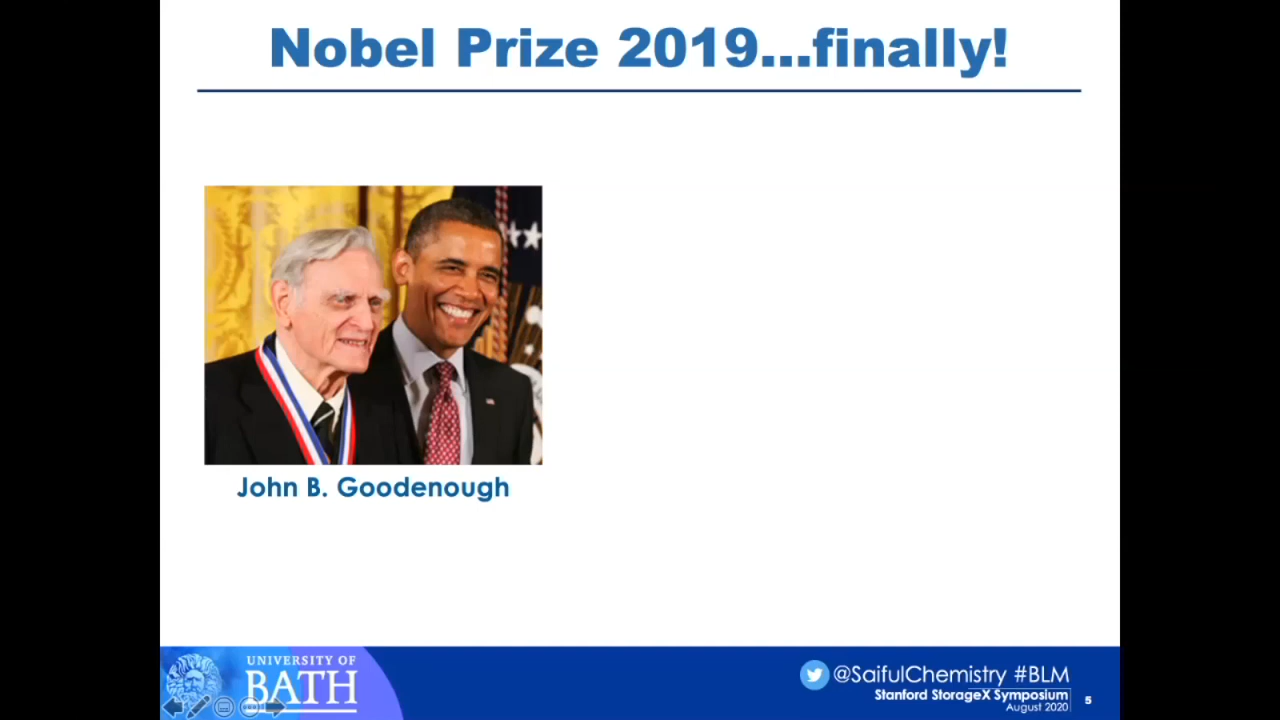 Nobel Prize 2019...finally!
John B. Goodenough
UNIVERSITY OF
BATH
@SaifulChemistry #BLM
Stanford StorageX Symposium
August 2020
5